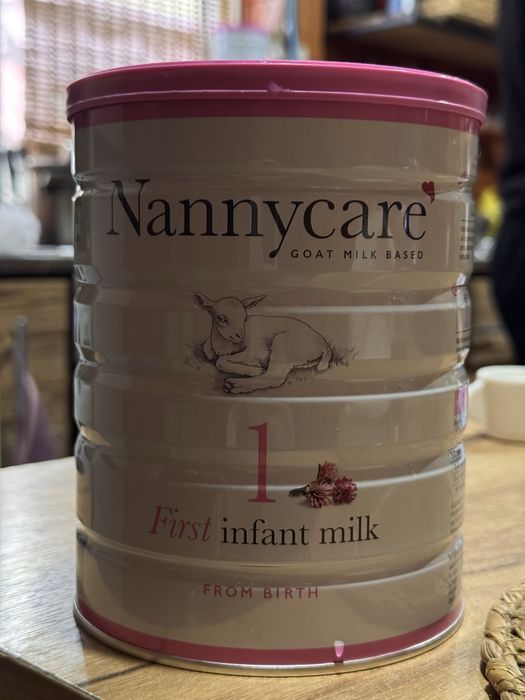 Nannycare
GOAT MILK BASED
1
First infant milk
FROM BIRTH